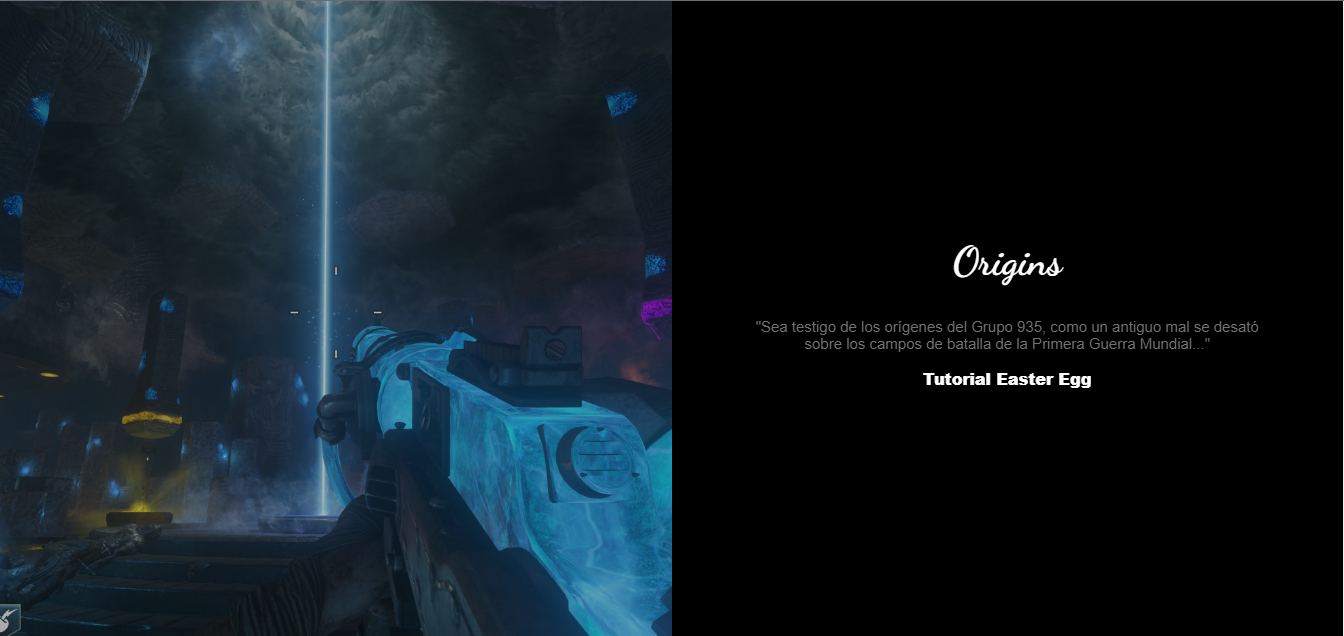 Origins
"Sea testigo de los orígenes del Grupo 935, como un antiguo mal se desató
sobre los campos de batalla de la Primera Guerra Mundial..."
Tutorial Easter Egg